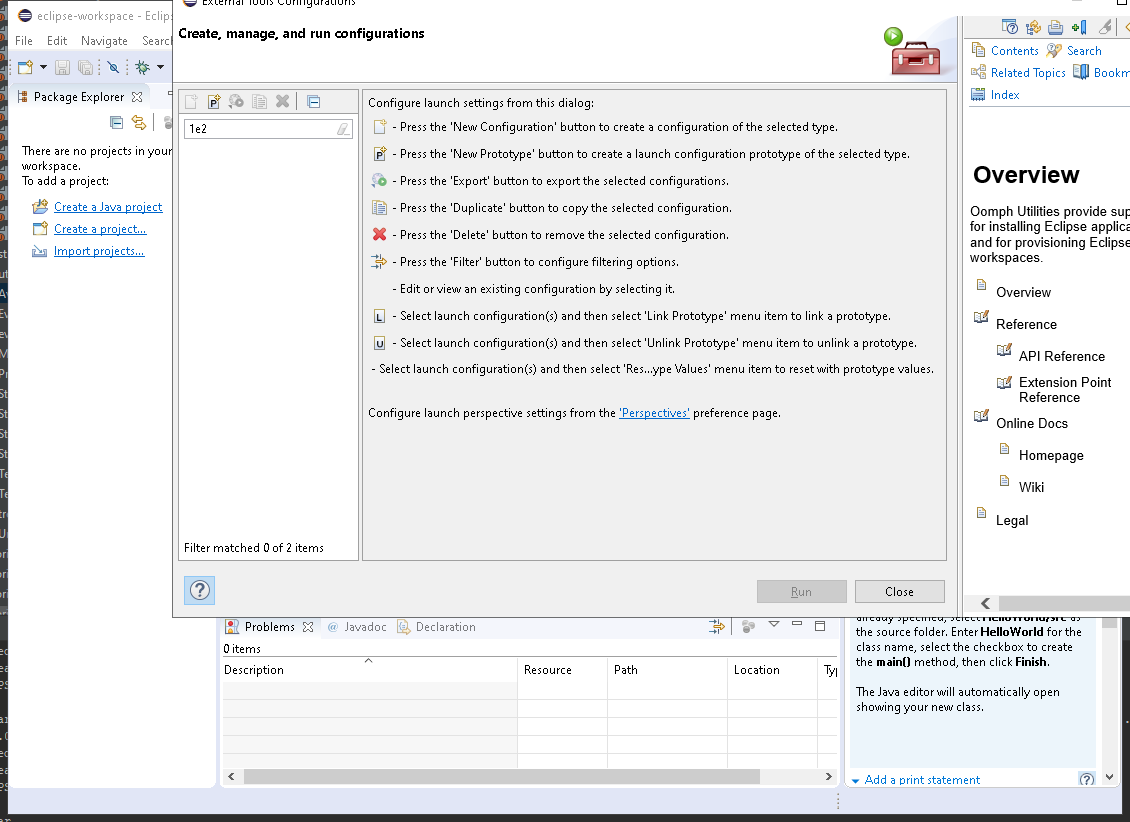 eclipse-workspace - Eclips
External Tools Configurations
File Edit Navigate Search
Create, manage, and run configurations
Package Explorer
There are no projects in your
workspace.
To add a project:
Create a Java project
Create a project...
Import projects...
1e2
Filter matched 0 of 2 items
Configure launch settings from this dialog:
- Press the 'New Configuration' button to create a configuration of the selected type.
P - Press the 'New Prototype' button to create a launch configuration prototype of the selected type.
- Press the 'Export' button to export the selected configurations.
- Press the 'Duplicate' button to copy the selected configuration.
- Press the 'Delete' button to remove the selected configuration.
- Press the 'Filter' button to configure filtering options.
- Edit or view an existing configuration by selecting it.
L - Select launch configuration(s) and then select 'Link Prototype' menu item to link a prototype.
U - Select launch configuration(s) and then select 'Unlink Prototype' menu item to unlink a prototype.
- Select launch configuration(s) and then select 'Res...ype Values' menu item to reset with prototype values.
Configure launch perspective settings from the 'Perspectives' preference page.
Run Close
Contents Search
Related Topics Bookm
Index
Overview
Oomph Utilities provide sup
for installing Eclipse applica
and for provisioning Eclipse
workspaces.
Overview
Reference
API Reference
Extension Point
Reference
Online Docs
Homepage
Wiki
Legal
Problems @ Javadoc Declaration
0 items
Description Resource Path Location Typ
already specified, select HelloWorld/src as
the source folder. Enter HelloWorld for the
class name, select the checkbox to create
the main() method, then click Finish.
The Java editor will automatically open
showing your new class.
Add a print statement